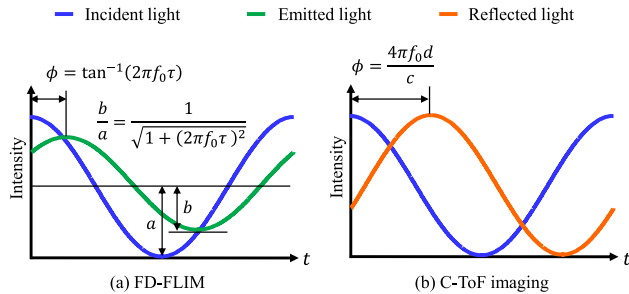 Incident light Emitted light Reflected light
ϕ = tan⁻¹(2πf₀τ)
b/a = 1/√(1 + (2πf₀τ )²)
Intensity
a
b
t
(a) FD-FLIM
ϕ = 4πf₀d/c
Intensity
t
(b) C-ToF imaging